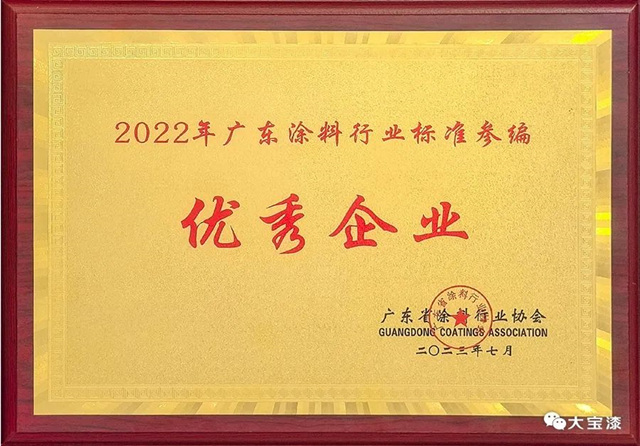 2022年广东涂料行业标准参编
优秀企业
广东省涂料行业协会
GUANGDONG COATINGS ASSOCIATION
二〇二三年七月
大宝漆